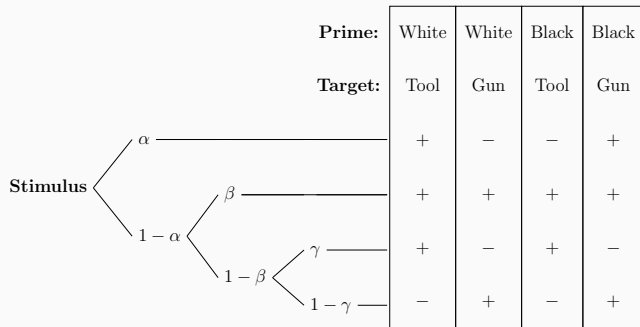 Prime: White White Black Black
Target: Tool Gun Tool Gun
α + − − +
β + + + +
Stimulus
1 − α
γ + − + −
1 − β
1 − γ − + − +